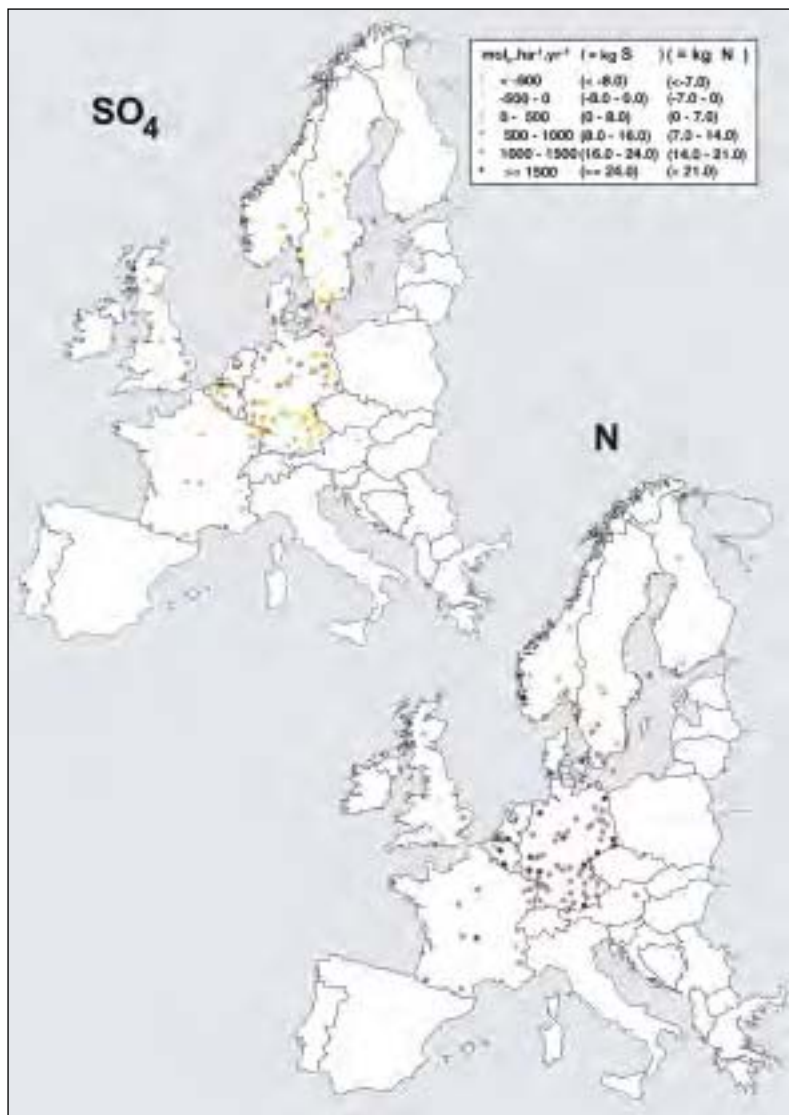 mol_c.ha⁻¹.yr⁻¹ (= kg S ) (= kg N )
< -500 (< -8.0) (<-7.0)
-500 - 0 (-8.0 - 0.0) (-7.0 - 0)
0 - 500 (0 - 8.0) (0 - 7.0)
500 - 1000 (8.0 - 16.0) (7.0 - 14.0)
1000 - 1500 (16.0 - 24.0) (14.0 - 21.0)
>= 1500 (>= 24.0) (> 21.0)
SO₄
N